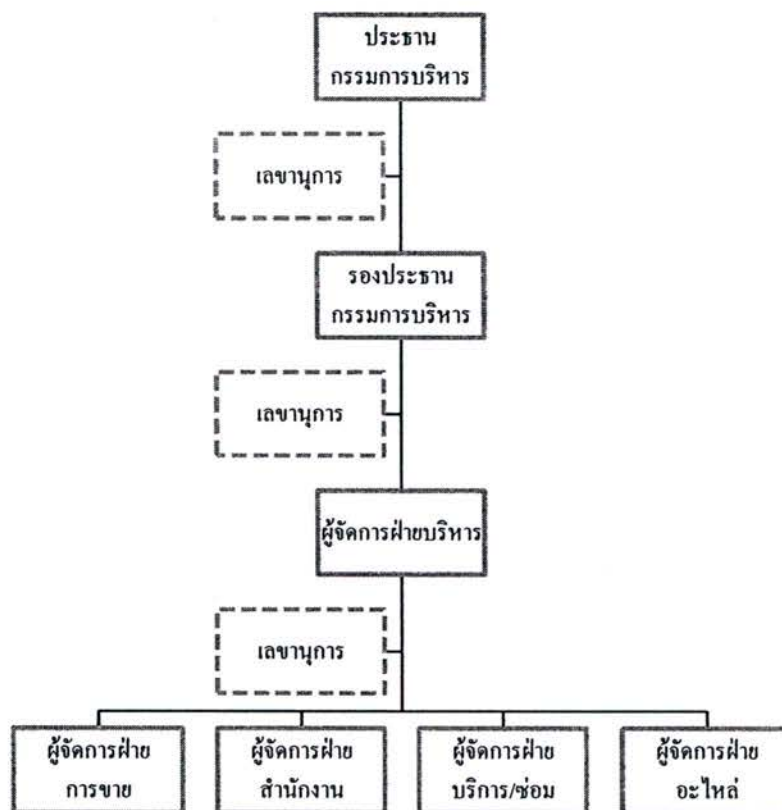 ประธาน
กรรมการบริหาร
เลขานุการ
รองประธาน
กรรมการบริหาร
เลขานุการ
ผู้จัดการฝ่ายบริหาร
เลขานุการ
ผู้จัดการฝ่าย
การขาย
ผู้จัดการฝ่าย
สำนักงาน
ผู้จัดการฝ่าย
บริการ/ซ่อม
ผู้จัดการฝ่าย
อะไหล่